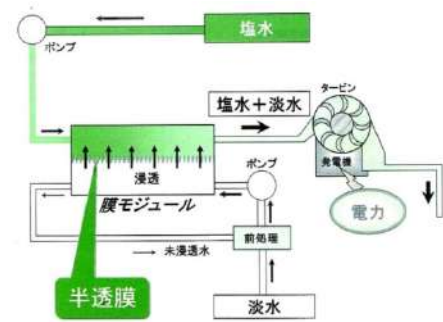 塩水
ポンプ
タービン
塩水＋淡水
発電機
浸透
膜モジュール
ポンプ
電力
前処理
未浸透水
半透膜
淡水